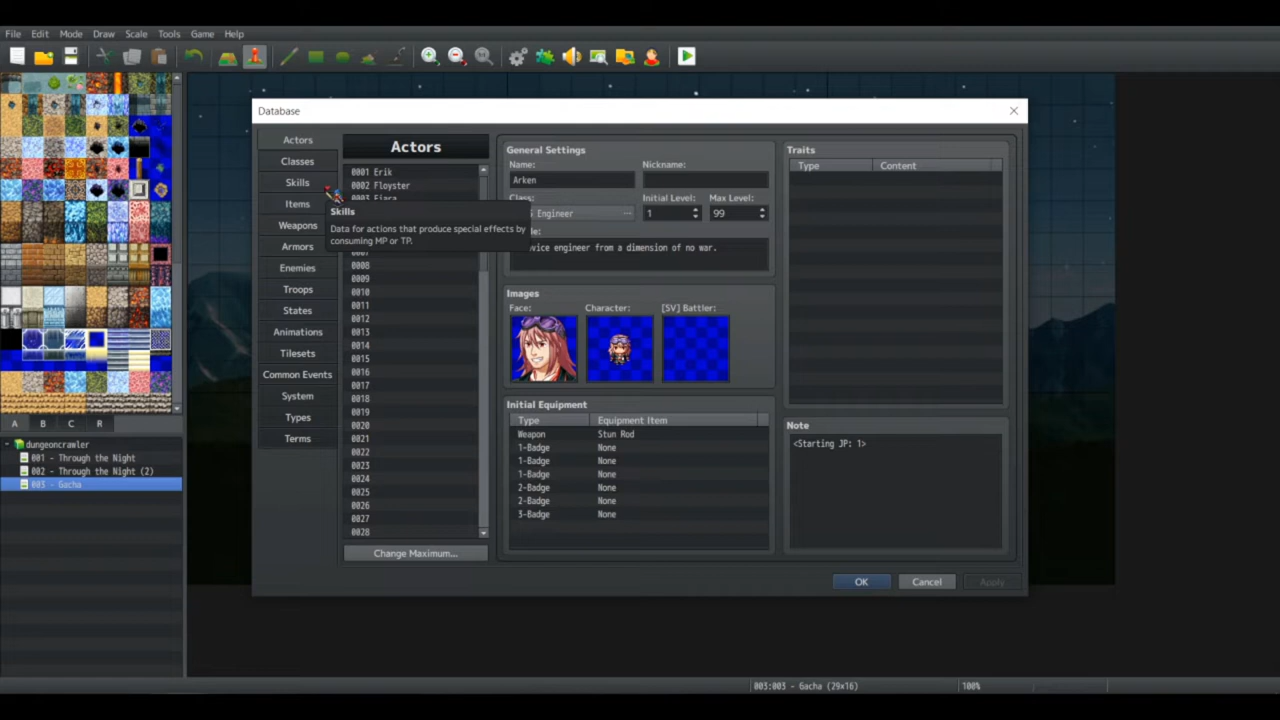 File Edit Mode Draw Scale Tools Game Help
Database
Actors
Classes
Skills
Items
Weapons
Armors
Enemies
Troops
States
Animations
Tilesets
Common Events
System
Types
Terms
Actors
0001 Erik
0002 Floyster
0003 Fiara
Skills
Data for actions that produce special effects by
consuming MP or TP.
0008
0009
0010
0011
0012
0013
0014
0015
0016
0017
0018
0019
0020
0021
0022
0023
0024
0025
0026
0027
0028
Change Maximum...
General Settings
Name: Nickname:
Arken
Class: Initial Level: Max Level:
Engineer ... 1 99
vice engineer from a dimension of no war.
Images
Face: Character: [SV] Battler:
Initial Equipment
Type Equipment Item
Weapon Stun Rod
1-Badge None
1-Badge None
1-Badge None
2-Badge None
2-Badge None
3-Badge None
Traits
Type Content
Note
<Starting JP: 1>
OK Cancel Apply
A B C R
dungeoncrawler
001 - Through the Night
002 - Through the Night (2)
003 - Gacha
003:003 - Gacha (29×16) 100%